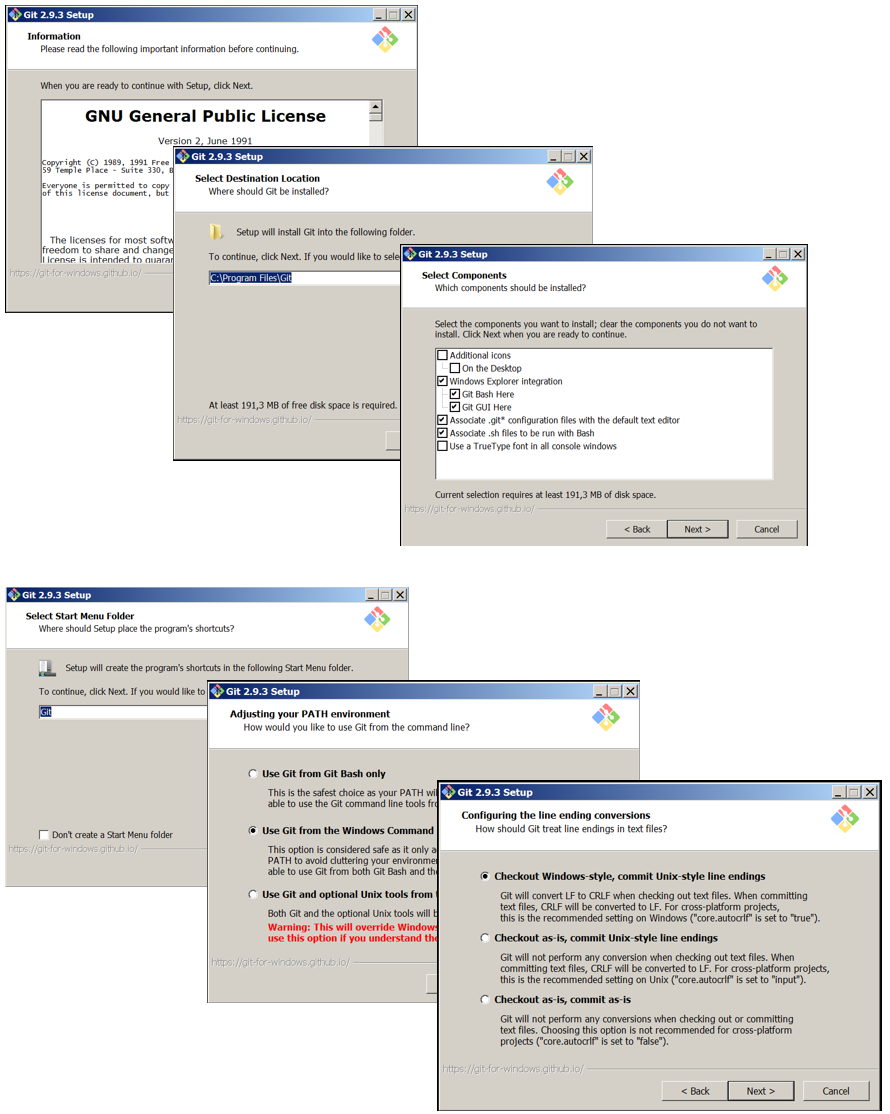 Git 2.9.3 Setup
Information
Please read the following important information before continuing.
When you are ready to continue with Setup, click Next.
GNU General Public License
Version 2, June 1991
Copyright (C) 1989, 1991 Free
59 Temple Place - Suite 330, B
Everyone is permitted to copy
of this license document, but
The licenses for most softw
freedom to share and change
License is intended to guaran
https://git-for-windows.github.io/
Git 2.9.3 Setup
Select Destination Location
Where should Git be installed?
Setup will install Git into the following folder.
To continue, click Next. If you would like to sele
C:\Program Files\Git
At least 191,3 MB of free disk space is required.
https://git-for-windows.github.io/
Git 2.9.3 Setup
Select Components
Which components should be installed?
Select the components you want to install; clear the components you do not want to
install. Click Next when you are ready to continue.
Additional icons
On the Desktop
Windows Explorer integration
Git Bash Here
Git GUI Here
Associate .git* configuration files with the default text editor
Associate .sh files to be run with Bash
Use a TrueType font in all console windows
Current selection requires at least 191,3 MB of disk space.
https://git-for-windows.github.io/
< Back Next > Cancel
Git 2.9.3 Setup
Select Start Menu Folder
Where should Setup place the program's shortcuts?
Setup will create the program's shortcuts in the following Start Menu folder.
To continue, click Next. If you would like to
Git
Don't create a Start Menu folder
https://git-for-windows.github.io/
Git 2.9.3 Setup
Adjusting your PATH environment
How would you like to use Git from the command line?
Use Git from Git Bash only
This is the safest choice as your PATH wil
able to use the Git command line tools fro
Use Git from the Windows Command
This option is considered safe as it only a
PATH to avoid cluttering your environme
able to use Git from both Git Bash and the
Use Git and optional Unix tools from t
Both Git and the optional Unix tools will b
Warning: This will override Windows
use this option if you understand the
https://git-for-windows.github.io/
Git 2.9.3 Setup
Configuring the line ending conversions
How should Git treat line endings in text files?
Checkout Windows-style, commit Unix-style line endings
Git will convert LF to CRLF when checking out text files. When committing
text files, CRLF will be converted to LF. For cross-platform projects,
this is the recommended setting on Windows ("core.autocrlf" is set to "true").
Checkout as-is, commit Unix-style line endings
Git will not perform any conversion when checking out text files. When
committing text files, CRLF will be converted to LF. For cross-platform projects,
this is the recommended setting on Unix ("core.autocrlf" is set to "input").
Checkout as-is, commit as-is
Git will not perform any conversions when checking out or committing
text files. Choosing this option is not recommended for cross-platform
projects ("core.autocrlf" is set to "false").
https://git-for-windows.github.io/
< Back Next > Cancel